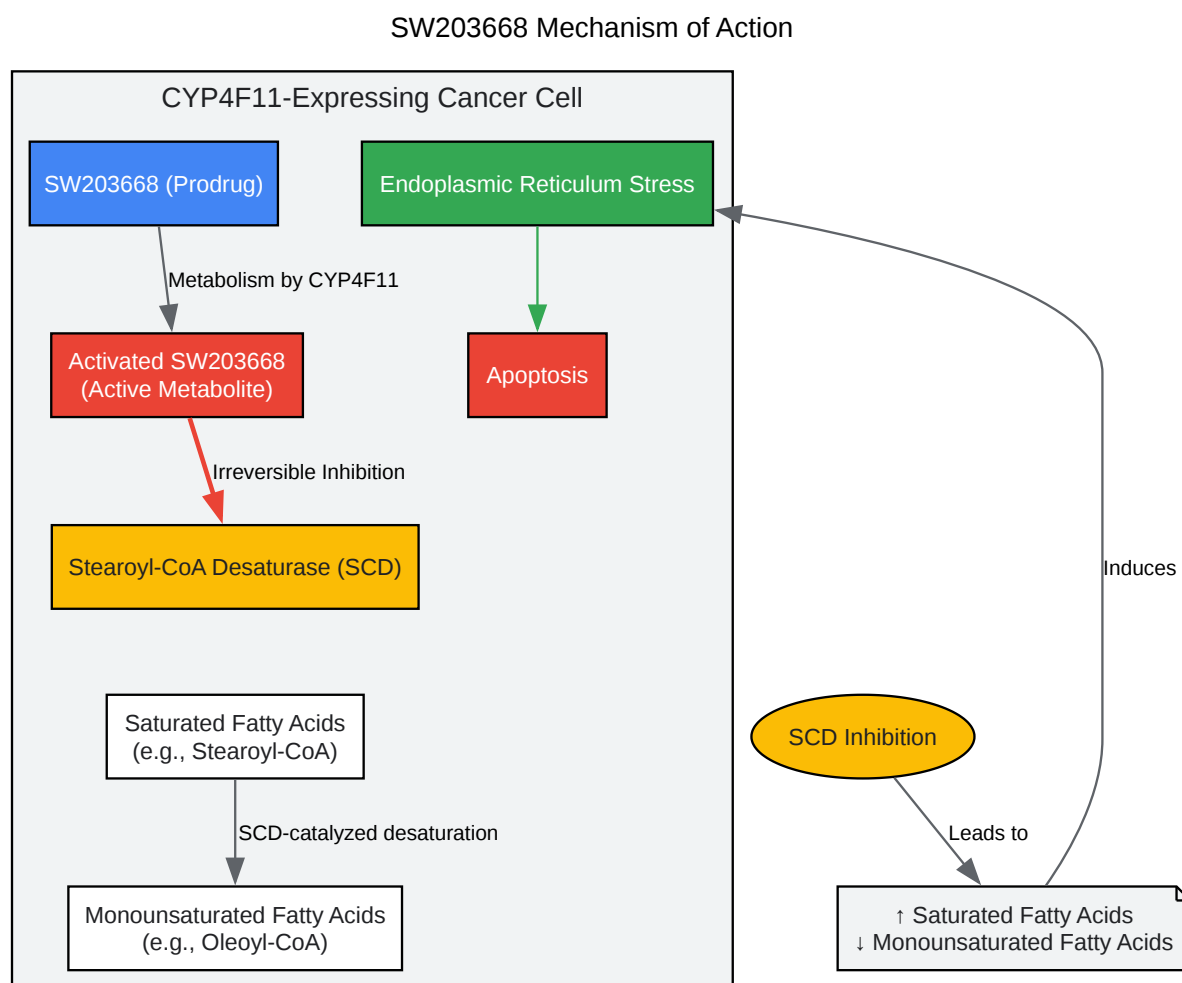 SW203668 Mechanism of Action
CYP4F11-Expressing Cancer Cell
SW203668 (Prodrug)
Endoplasmic Reticulum Stress
Metabolism by CYP4F11
Activated SW203668
(Active Metabolite)
Apoptosis
Irreversible Inhibition
Stearoyl-CoA Desaturase (SCD)
Induces
Saturated Fatty Acids
(e.g., Stearoyl-CoA)
SCD Inhibition
SCD-catalyzed desaturation
Leads to
Monounsaturated Fatty Acids
(e.g., Oleoyl-CoA)
↑ Saturated Fatty Acids
↓ Monounsaturated Fatty Acids